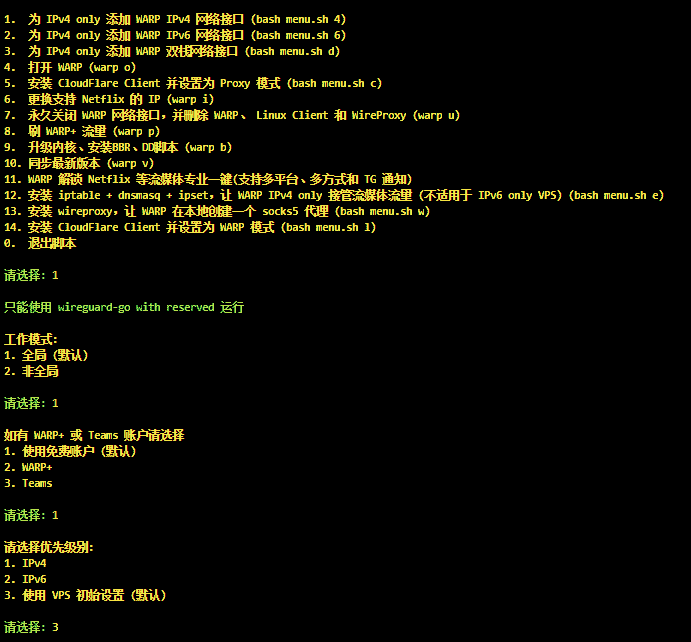 1. 为 IPv4 only 添加 WARP IPv4 网络接口 (bash menu.sh 4)
2. 为 IPv4 only 添加 WARP IPv6 网络接口 (bash menu.sh 6)
3. 为 IPv4 only 添加 WARP 双栈网络接口 (bash menu.sh d)
4. 打开 WARP (warp o)
5. 安装 CloudFlare Client 并设置为 Proxy 模式 (bash menu.sh c)
6. 更换支持 Netflix 的 IP (warp i)
7. 永久关闭 WARP 网络接口，并删除 WARP、 Linux Client 和 WireProxy (warp u)
8. 刷 WARP+ 流量 (warp p)
9. 升级内核、安装BBR、DD脚本 (warp b)
10. 同步最新版本 (warp v)
11. WARP 解锁 Netflix 等流媒体专业一键(支持多平台、多方式和 TG 通知)
12. 安装 iptable + dnsmasq + ipset，让 WARP IPv4 only 接管流媒体流量 (不适用于 IPv6 only VPS) (bash menu.sh e)
13. 安装 wireproxy，让 WARP 在本地创建一个 socks5 代理 (bash menu.sh w)
14. 安装 CloudFlare Client 并设置为 WARP 模式 (bash menu.sh l)
0. 退出脚本
请选择: 1
只能使用 wireguard-go with reserved 运行
工作模式:
1. 全局 (默认)
2. 非全局
请选择: 1
如有 WARP+ 或 Teams 账户请选择
1. 使用免费账户 (默认)
2. WARP+
3. Teams
请选择: 1
请选择优先级别:
1. IPv4
2. IPv6
3. 使用 VPS 初始设置 (默认)
请选择: 3